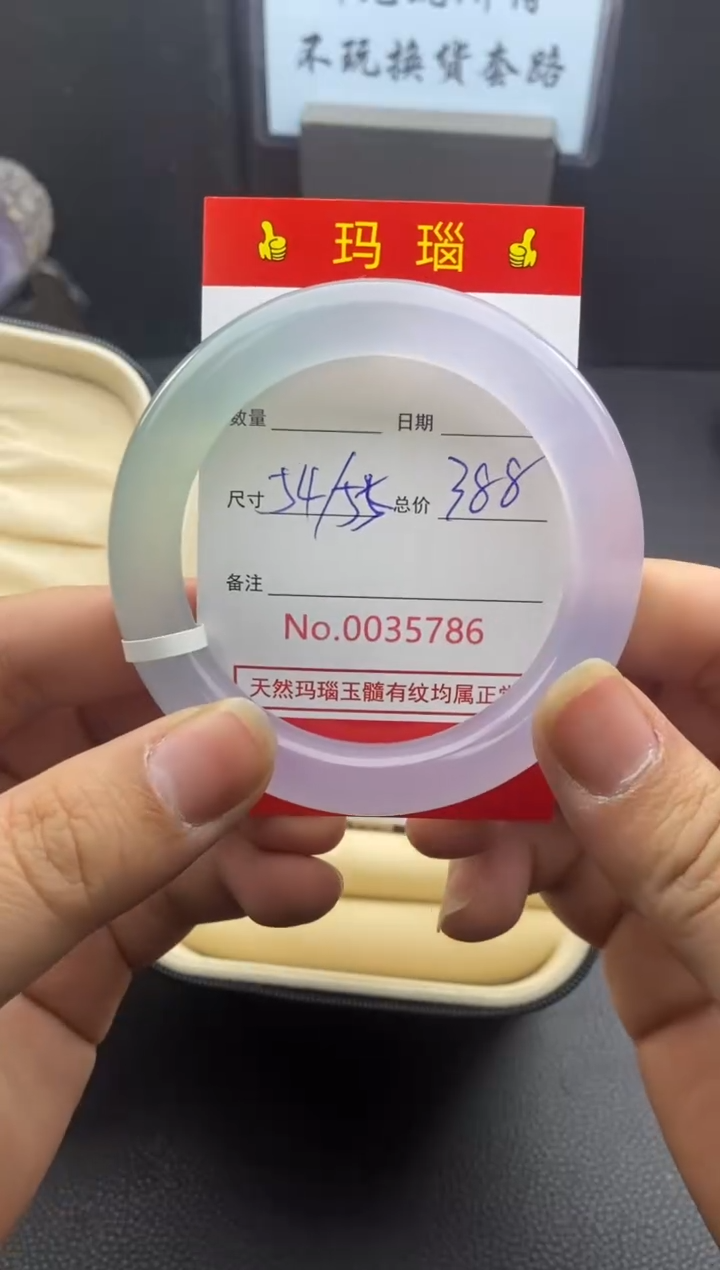 不玩换货套路
玛瑙
数量 日期
尺寸 54/55 总价 388
备注
No.0035786
天然玛瑙玉髓有纹均属正